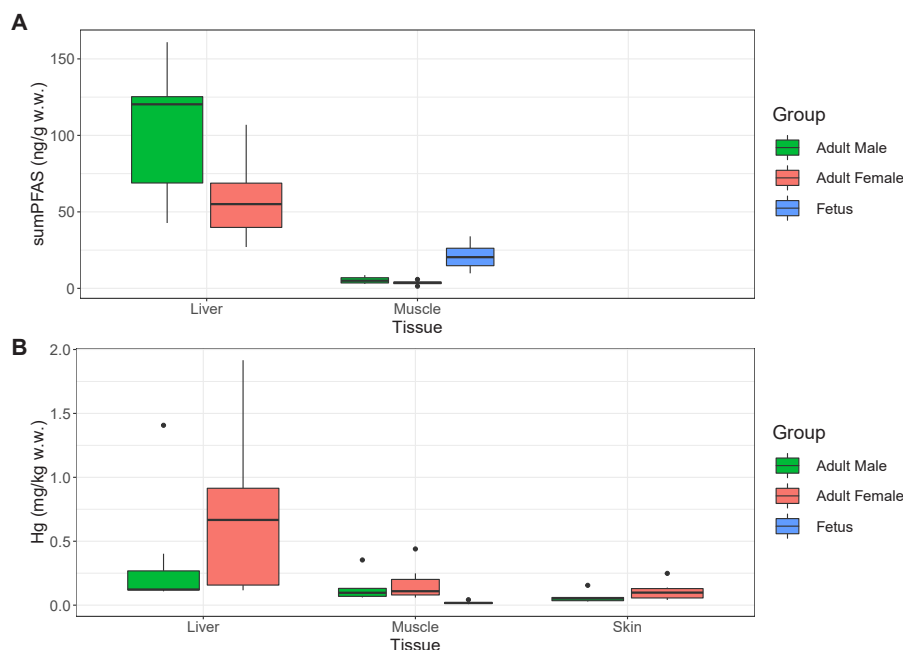 A
sumPFAS (ng/g w.w.)
150
100
50
0
Liver
Muscle
Tissue
Group
Adult Male
Adult Female
Fetus
B
Hg (mg/kg w.w.)
2.0
1.5
1.0
0.5
0.0
Liver
Muscle
Skin
Tissue
Group
Adult Male
Adult Female
Fetus